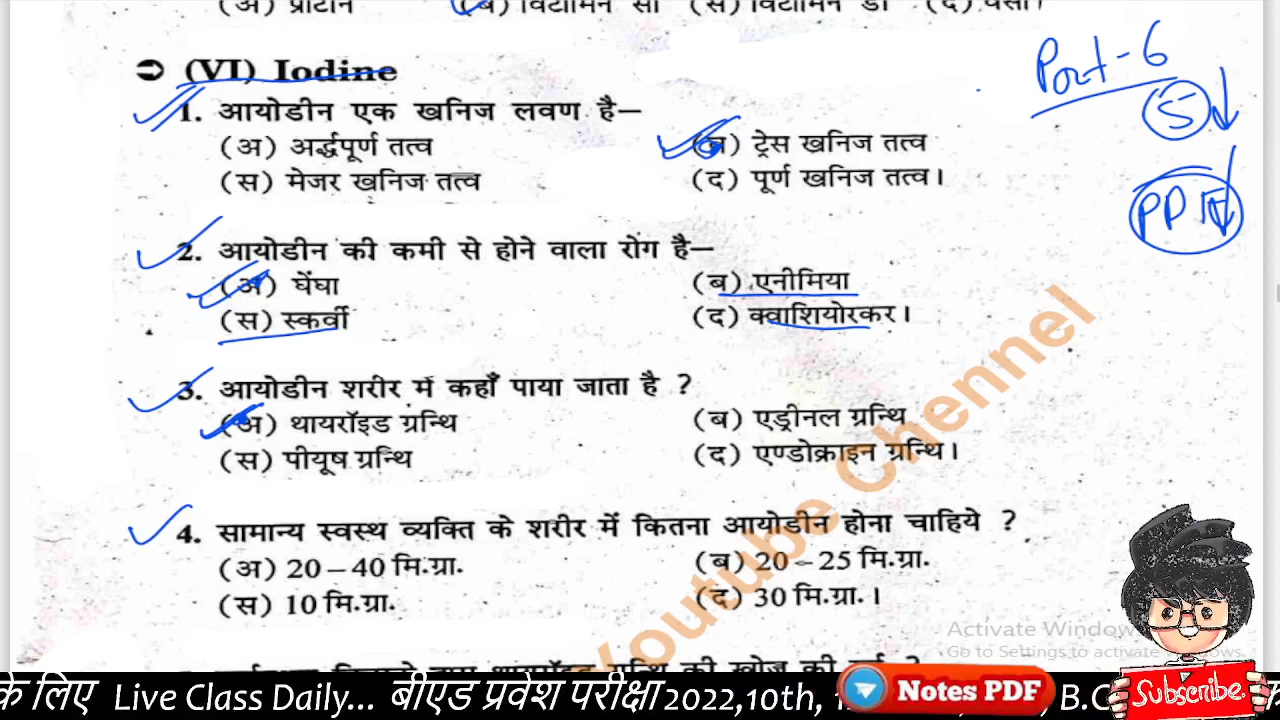 (अ) प्रोटीन (ब) विटामिन सी (स) विटामिन डी (द) वसा।
➲ (VI) Iodine
Part-6
1. आयोडीन एक खनिज लवण है—
(अ) अर्द्धपूर्ण तत्व (ब) ट्रेस खनिज तत्व
(स) मेजर खनिज तत्व (द) पूर्ण खनिज तत्व।
5
2. आयोडीन की कमी से होने वाला रोग है—
(अ) घेंघा (ब) एनीमिया
(स) स्कर्वी (द) क्वाशियोरकर।
3. आयोडीन शरीर में कहाँ पाया जाता है ?
(अ) थायरॉइड ग्रन्थि (ब) एड्रीनल ग्रन्थि
(स) पीयूष ग्रन्थि (द) एण्डोक्राइन ग्रन्थि।
4. सामान्य स्वस्थ व्यक्ति के शरीर में कितना आयोडीन होना चाहिये ?
(अ) 20 – 40 मि.ग्रा. (ब) 20 – 25 मि.ग्रा.
(स) 10 मि.ग्रा. (द) 30 मि.ग्रा.।
Youtube Chennel
Activate Window
Go to Settings to activate
के लिए Live Class Daily... बीएड प्रवेश परीक्षा 2022,10th,
Notes PDF
Subscribe